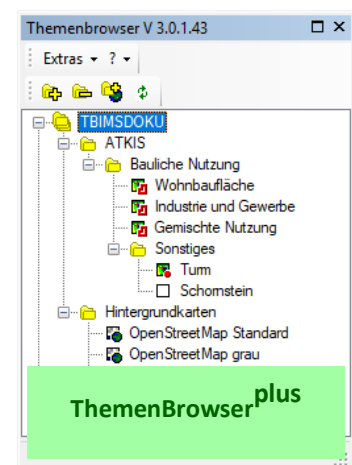 Themenbrowser V 3.0.1.43
Extras ?
TBIMSDOKU
ATKIS
Bauliche Nutzung
Wohnbaufläche
Industrie und Gewerbe
Gemischte Nutzung
Sonstiges
Turm
Schornstein
Hintergrundkarten
OpenStreetMap Standard
OpenStreetMap grau
ThemenBrowserplus